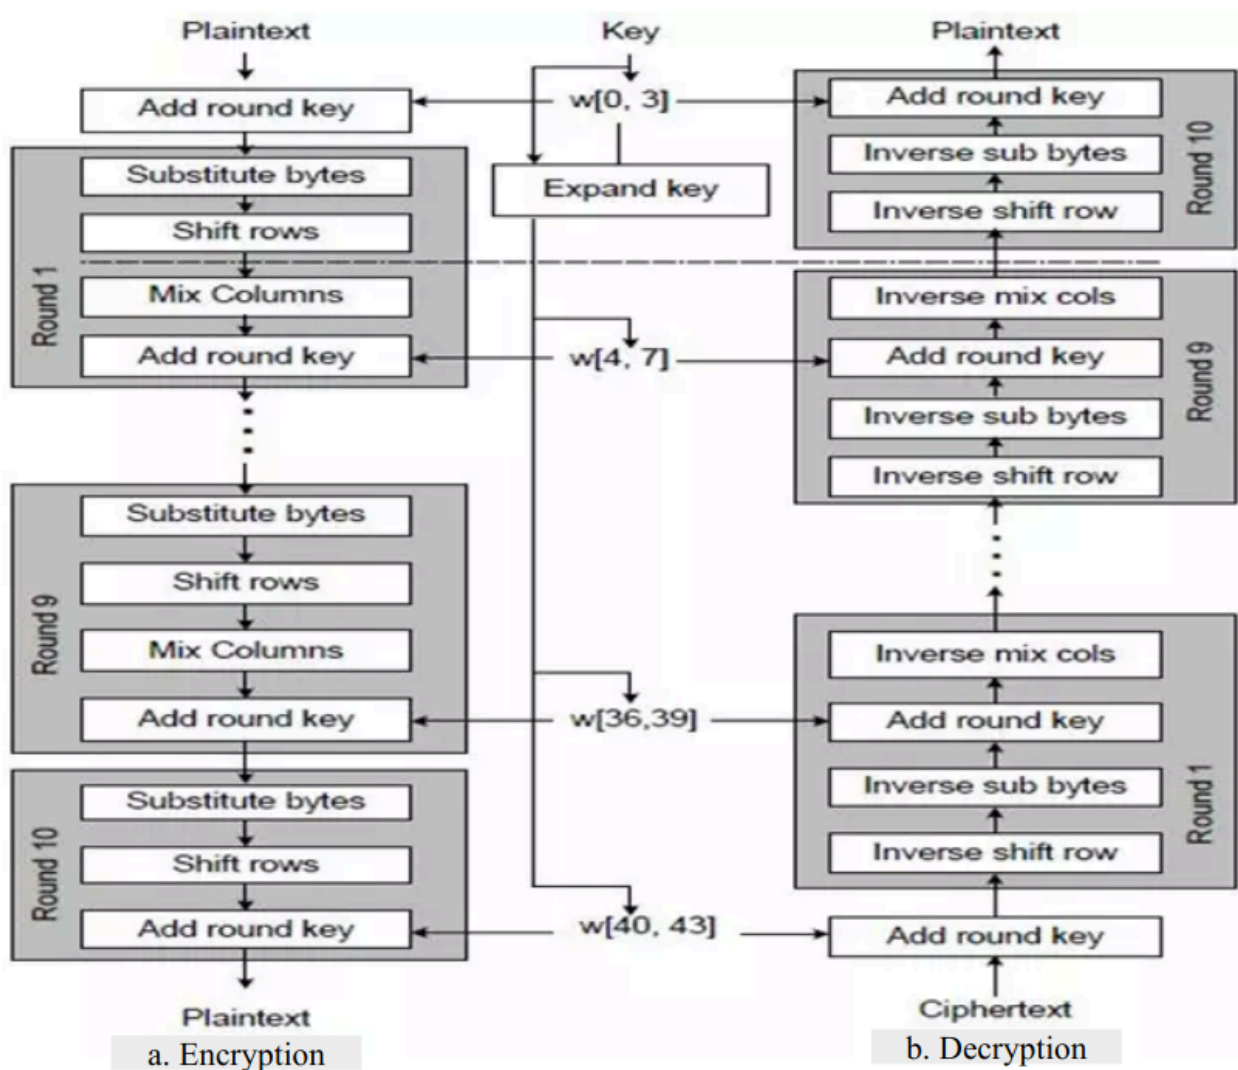 Plaintext
Add round key
Substitute bytes
Shift rows
Mix Columns
Add round key
Round 1
Substitute bytes
Shift rows
Mix Columns
Add round key
Round 9
Substitute bytes
Shift rows
Add round key
Round 10
Plaintext
a. Encryption
Key
w[0, 3]
Expand key
w[4, 7]
w[36,39]
w[40, 43]
Plaintext
Add round key
Inverse sub bytes
Inverse shift row
Round 10
Inverse mix cols
Add round key
Inverse sub bytes
Inverse shift row
Round 9
Inverse mix cols
Add round key
Inverse sub bytes
Inverse shift row
Round 1
Add round key
Ciphertext
b. Decryption